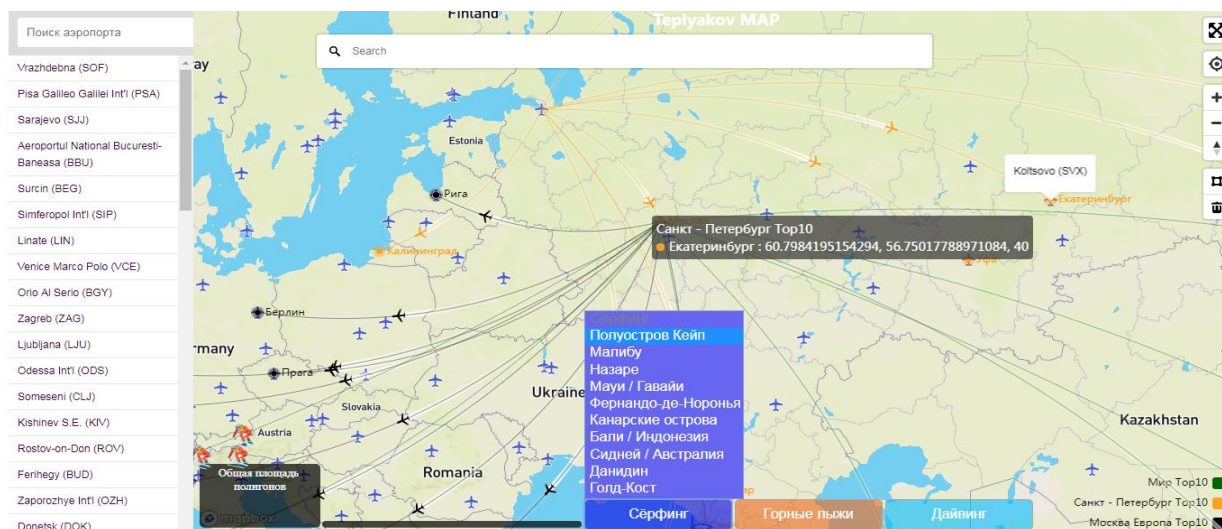 Поиск аэропорта
Vrazhdebna (SOF)
Pisa Galileo Galilei Int'l (PSA)
Sarajevo (SJJ)
Aeroportul National Bucuresti-
Baneasa (BBU)
Surcin (BEG)
Simferopol Int'l (SIP)
Linate (LIN)
Venice Marco Polo (VCE)
Orio Al Serio (BGY)
Zagreb (ZAG)
Ljubljana (LJU)
Odessa Int'l (ODS)
Someseni (CLJ)
Kishinev S.E. (KIV)
Rostov-on-Don (ROV)
Ferihegy (BUD)
Zaporozhye Int'l (OZH)
Donetsk (DOK)
Finland
Teplyakov MAP
Search
ay
Estonia
Рига
Koltsovo (SVX)
Екатеринбург
Санкт - Петербург Top10
Екатеринбург : 60.7984195154294, 56.75017788971084, 40
Калининград
Уфа
Берлин
rmany
Прага
Slovakia
Ukraine
Austria
Romania
Kazakhstan
Сёрфинг
Полуостров Кейп
Малибу
Назаре
Мауи / Гавайи
Фернандо-де-Норонья
Канарские острова
Бали / Индонезия
Сидней / Австралия
Данидин
Голд-Кост
Общая площадь
полигонов
mapbox
Сёрфинг
Горные лыжи
Дайвинг
Мир Top10
Санкт - Петербург Top10
Москва Европа Top10